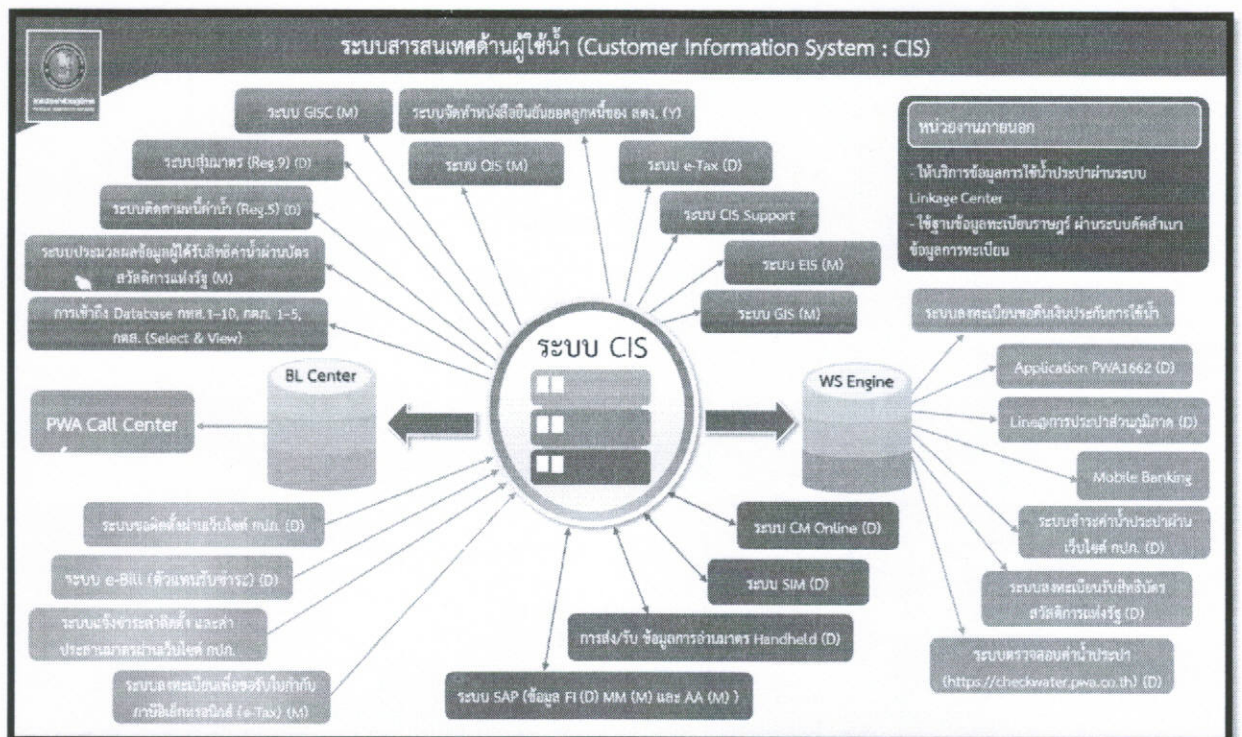 ระบบสารสนเทศด้านผู้ใช้น้ำ (Customer Information System : CIS)
การประปาส่วนภูมิภาค
ระบบ GISC (M)
ระบบจัดทำหนังสือยืนยันยอดลูกหนี้ของ สตง. (Y)
ระบบสุ่มมาตร (Reg.9) (D)
ระบบ QIS (M)
ระบบ e-Tax (D)
ระบบติดตามหนี้ค่าน้ำ (Reg.5) (D)
ระบบ CIS Support
ระบบประมวลผลข้อมูลผู้ได้รับสิทธิค่าน้ำผ่านบัตร
สวัสดิการแห่งรัฐ (M)
ระบบ EIS (M)
การเข้าถึง Database กทส.1-10, กตภ. 1-5,
กตส. (Select & View)
ระบบ GIS (M)
หน่วยงานภายนอก
- ให้บริการข้อมูลการใช้น้ำประปาผ่านระบบ
Linkage Center
- ใช้ฐานข้อมูลทะเบียนราษฎร์ ผ่านระบบคัดสำเนา
ข้อมูลการทะเบียน
ระบบ CIS
BL Center
PWA Call Center
WS Engine
ระบบลงทะเบียนขอคืนเงินประกันการใช้น้ำ
Application PWA1662 (D)
Line@การประปาส่วนภูมิภาค (D)
Mobile Banking
ระบบชำระค่าน้ำประปาผ่าน
เว็บไซต์ กปภ. (D)
ระบบลงทะเบียนรับสิทธิบัตร
สวัสดิการแห่งรัฐ (D)
ระบบตรวจสอบค่าน้ำประปา
(https://checkwater.pwa.co.th) (D)
ระบบขอติดตั้งผ่านเว็บไซต์ กปภ. (D)
ระบบ e-Bill (ตัวแทนรับชำระ) (D)
ระบบแจ้งชำระค่าติดตั้ง และค่า
ประสานมาตรผ่านเว็บไซต์ กปภ.
ระบบลงทะเบียนเพื่อขอรับใบกำกับ
ภาษีอิเล็กทรอนิกส์ (e-Tax) (M)
ระบบ CM Online (D)
ระบบ SIM (D)
การส่ง/รับ ข้อมูลการอ่านมาตร Handheld (D)
ระบบ SAP (ข้อมูล FI (D) MM (M) และ AA (M) )